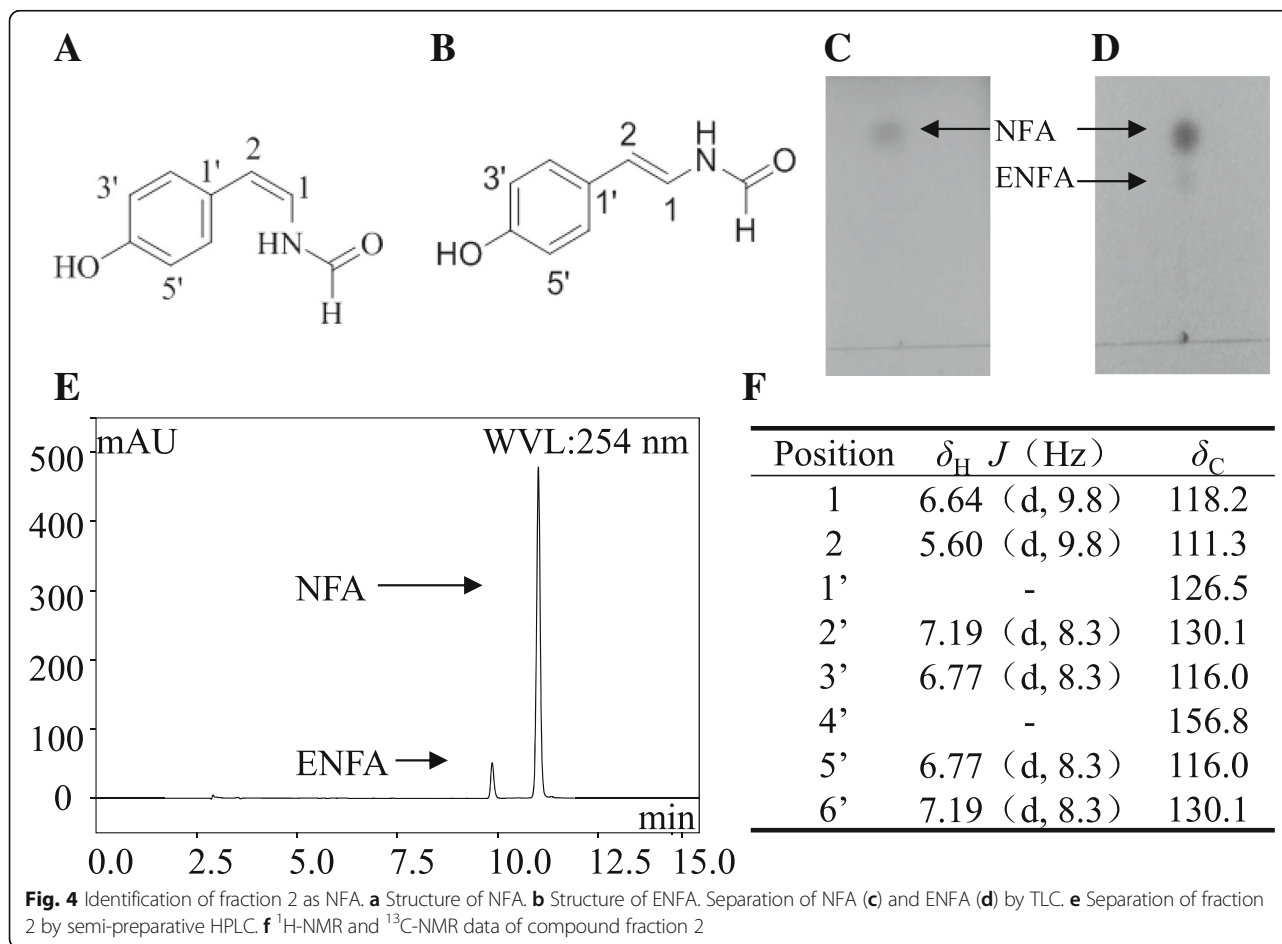 A
B
C
D
2
1'
1
3'
HN
O
HO
5'
H
H
2
N
O
3'
1'
1
H
HO
5'
NFA
ENFA
E
mAU
WVL:254 nm
500
400
300
200
100
0
NFA
ENFA
min
0.0 2.5 5.0 7.5 10.0 12.5 15.0
F
Position δH J（Hz） δC
1 6.64（d, 9.8） 118.2
2 5.60（d, 9.8） 111.3
1’ - 126.5
2’ 7.19（d, 8.3） 130.1
3’ 6.77（d, 8.3） 116.0
4’ - 156.8
5’ 6.77（d, 8.3） 116.0
6’ 7.19（d, 8.3） 130.1
Fig. 4 Identification of fraction 2 as NFA. a Structure of NFA. b Structure of ENFA. Separation of NFA (c) and ENFA (d) by TLC. e Separation of fraction
2 by semi-preparative HPLC. f ¹H-NMR and ¹³C-NMR data of compound fraction 2